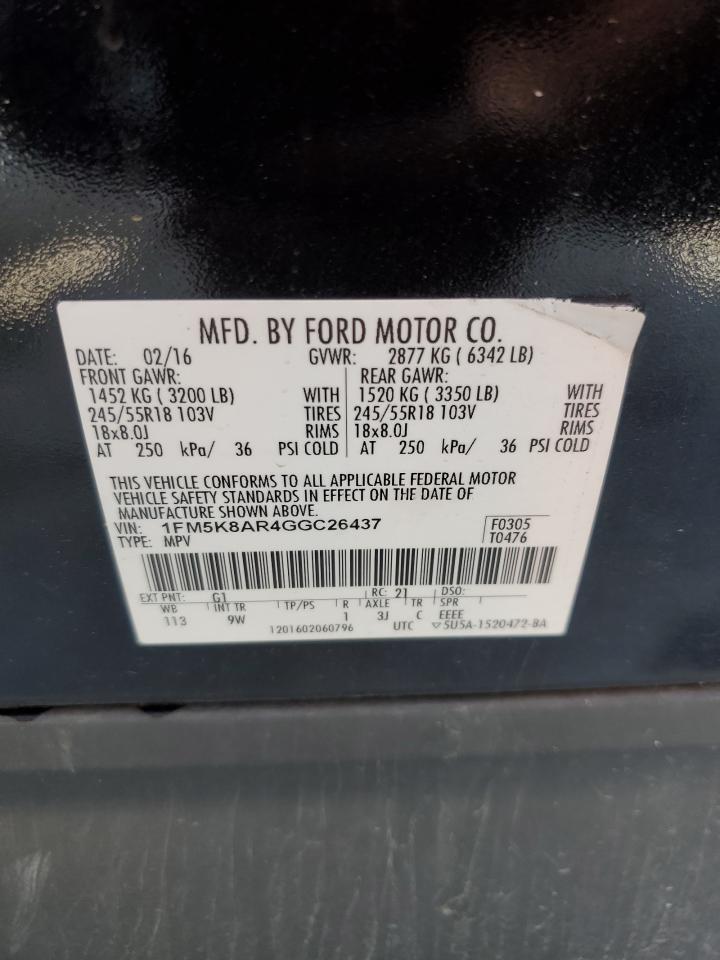 MFD. BY FORD MOTOR CO.
DATE: 02/16 GVWR: 2877 KG ( 6342 LB)
FRONT GAWR: REAR GAWR:
1452 KG ( 3200 LB) WITH 1520 KG ( 3350 LB) WITH
245/55R18 103V TIRES 245/55R18 103V TIRES
18x8.0J RIMS 18x8.0J RIMS
AT 250 kPa/ 36 PSI COLD AT 250 kPa/ 36 PSI COLD
THIS VEHICLE CONFORMS TO ALL APPLICABLE FEDERAL MOTOR
VEHICLE SAFETY STANDARDS IN EFFECT ON THE DATE OF
MANUFACTURE SHOWN ABOVE.
VIN: 1FM5K8AR4GGC26437 F0305
TYPE: MPV T0476
EXT PNT: G1 RC: 21 DSO:
WB INT TR TP/PS R AXLE TR SPR
113 9W 1 3J C EEEE
1201602060796 UTC ▽5U5A-1520472-BA